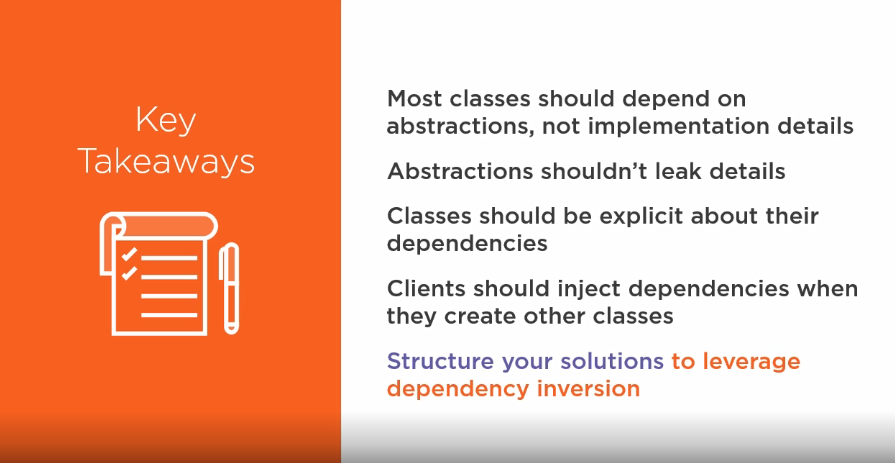 Key
Takeaways
Most classes should depend on
abstractions, not implementation details
Abstractions shouldn’t leak details
Classes should be explicit about their
dependencies
Clients should inject dependencies when
they create other classes
Structure your solutions to leverage
dependency inversion